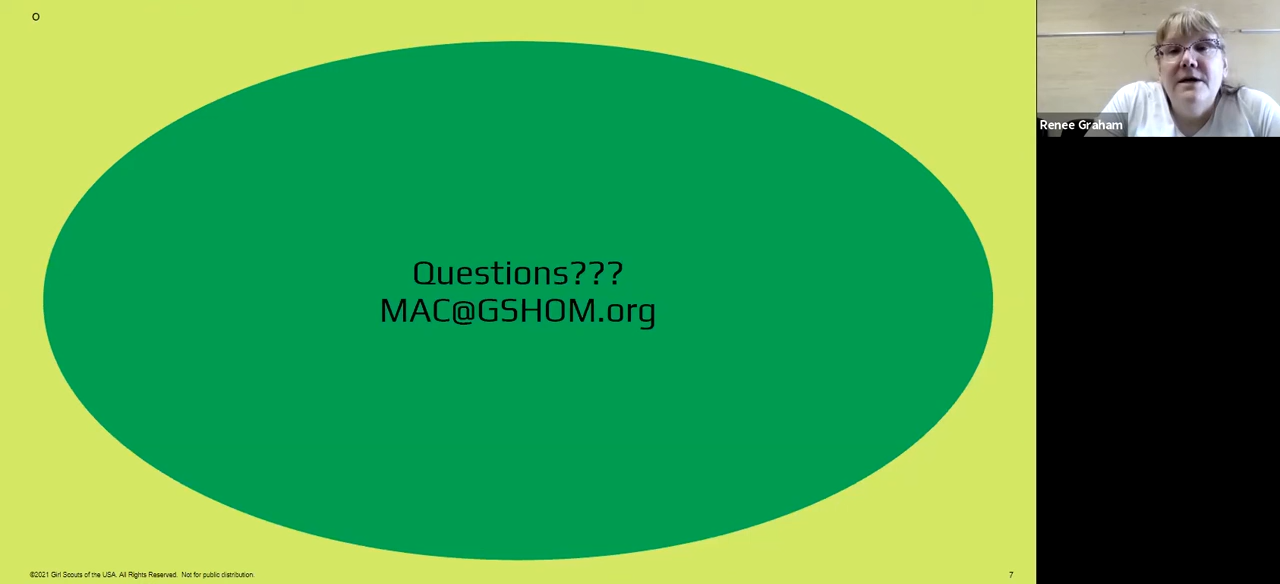 O
Questions???
MAC@GSHOM.org
©2021 Girl Scouts of the USA. All Rights Reserved. Not for public distribution.
7
Renee Graham